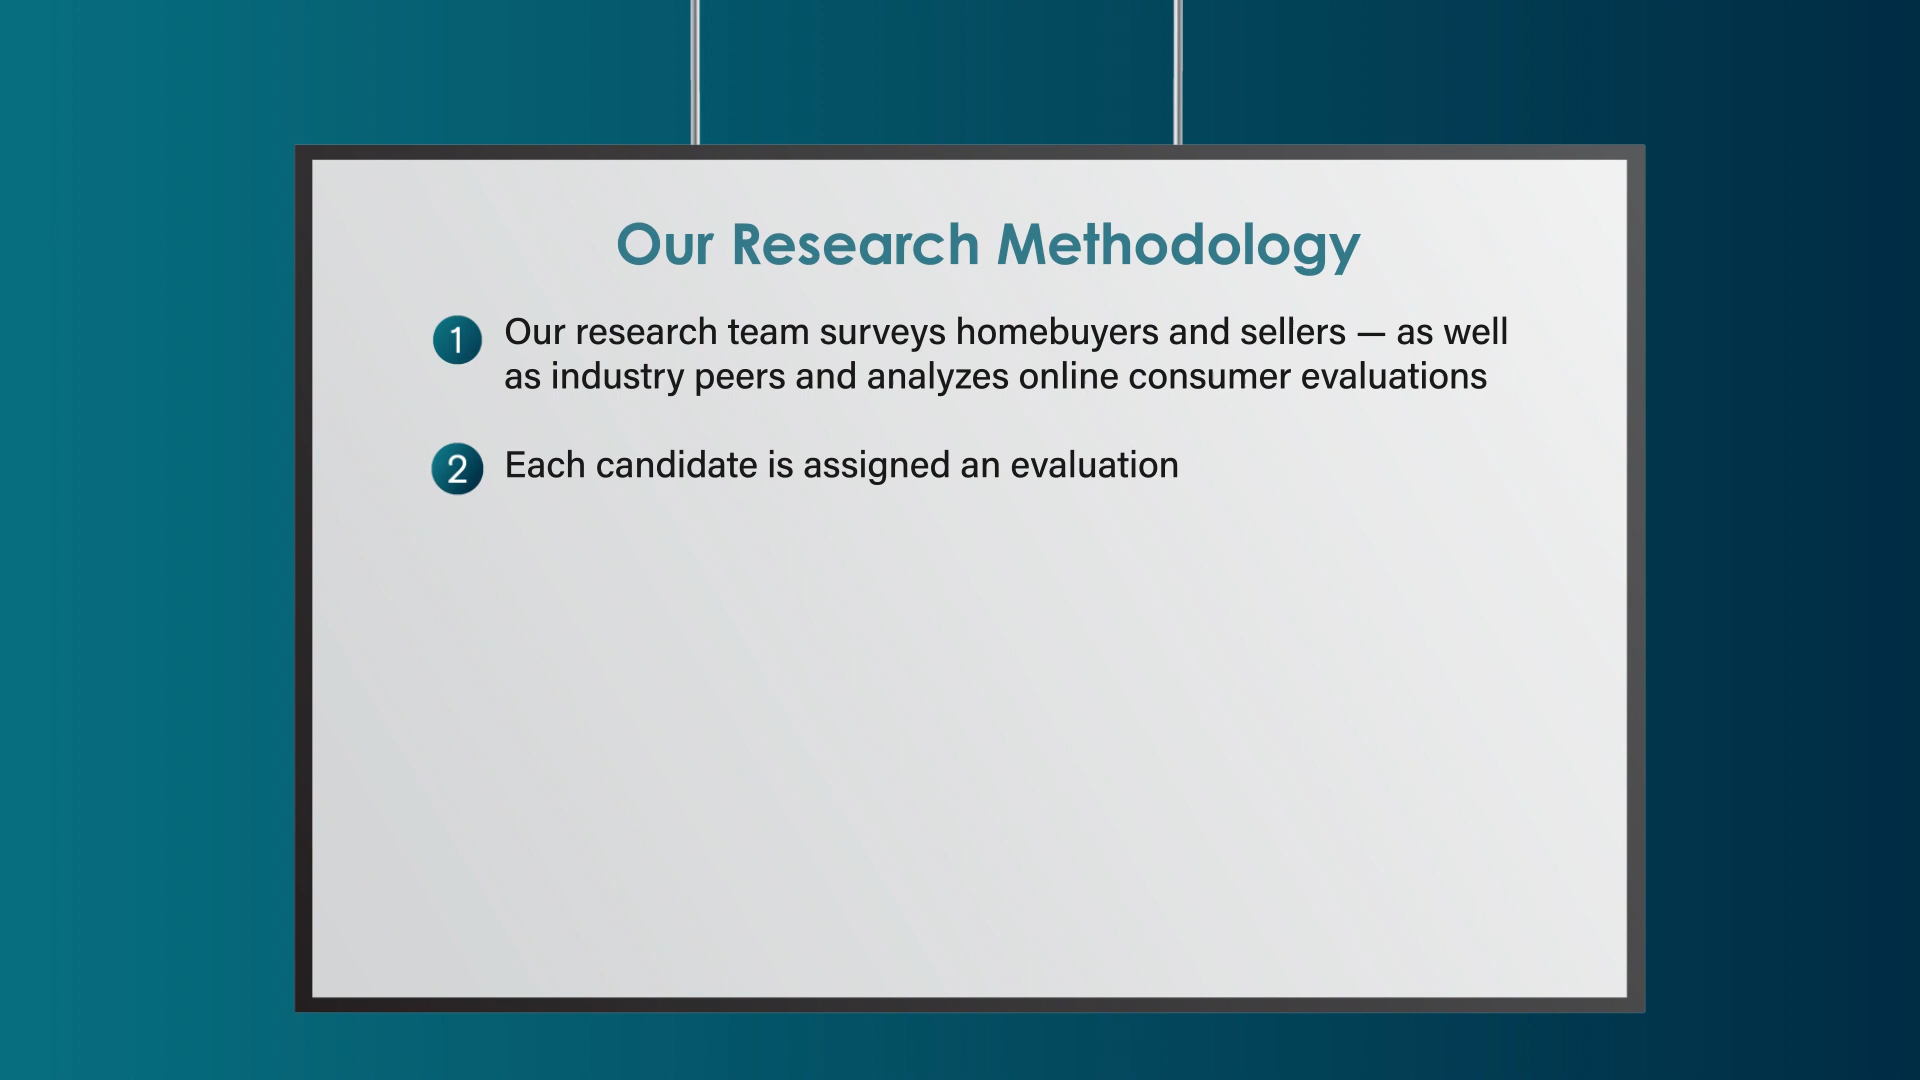 Our Research Methodology
1 Our research team surveys homebuyers and sellers — as well
as industry peers and analyzes online consumer evaluations
2 Each candidate is assigned an evaluation